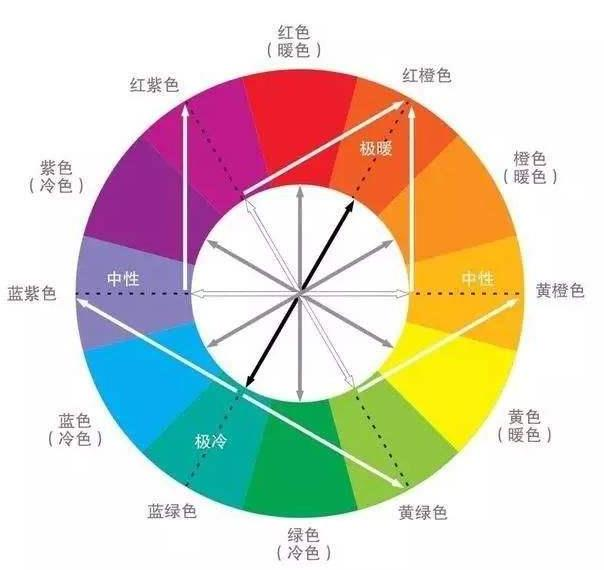 红色
（暖色）
红紫色
红橙色
极暖
紫色
（冷色）
橙色
（暖色）
中性
中性
蓝紫色
黄橙色
蓝色
（冷色）
黄色
（暖色）
极冷
蓝绿色
黄绿色
绿色
（冷色）